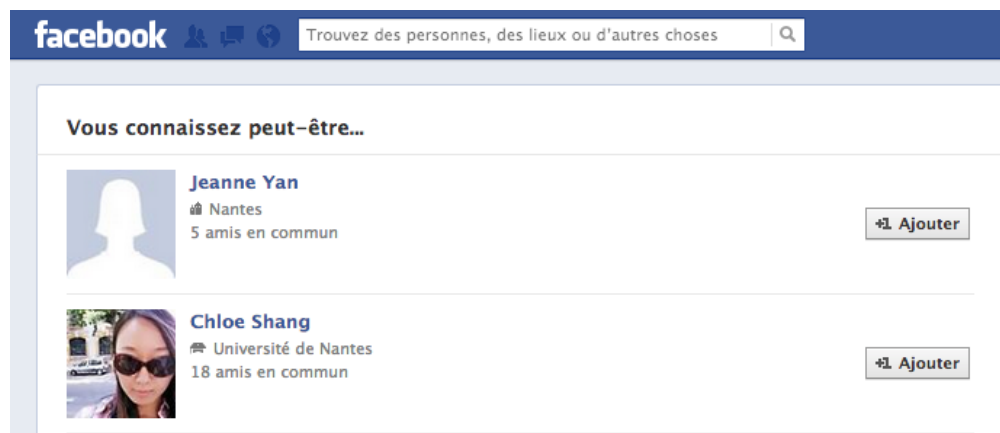 facebook Trouvez des personnes, des lieux ou d'autres choses
Vous connaissez peut-être...
Jeanne Yan
Nantes
5 amis en commun
+1 Ajouter
Chloe Shang
Université de Nantes
18 amis en commun
+1 Ajouter